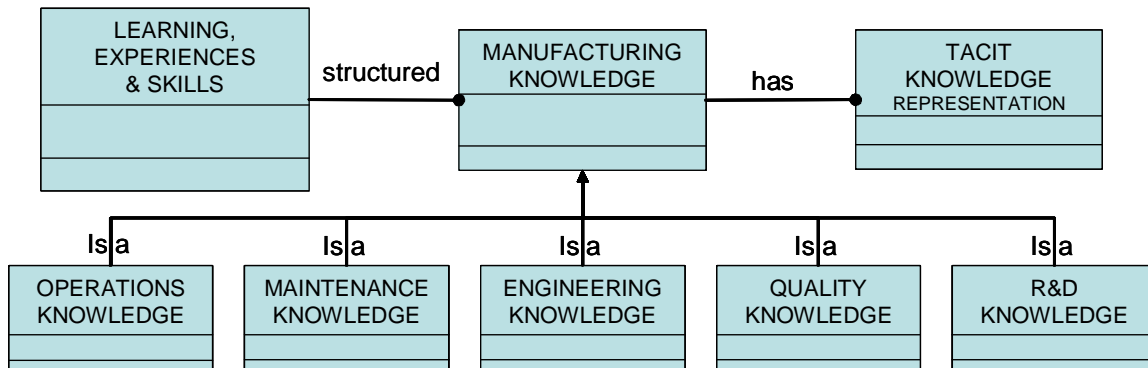 LEARNING,
EXPERIENCES
& SKILLS
structured
MANUFACTURING
KNOWLEDGE
has
TACIT
KNOWLEDGE
REPRESENTATION
Is a
Is a
Is a
Is a
Is a
OPERATIONS
KNOWLEDGE
MAINTENANCE
KNOWLEDGE
ENGINEERING
KNOWLEDGE
QUALITY
KNOWLEDGE
R&D
KNOWLEDGE